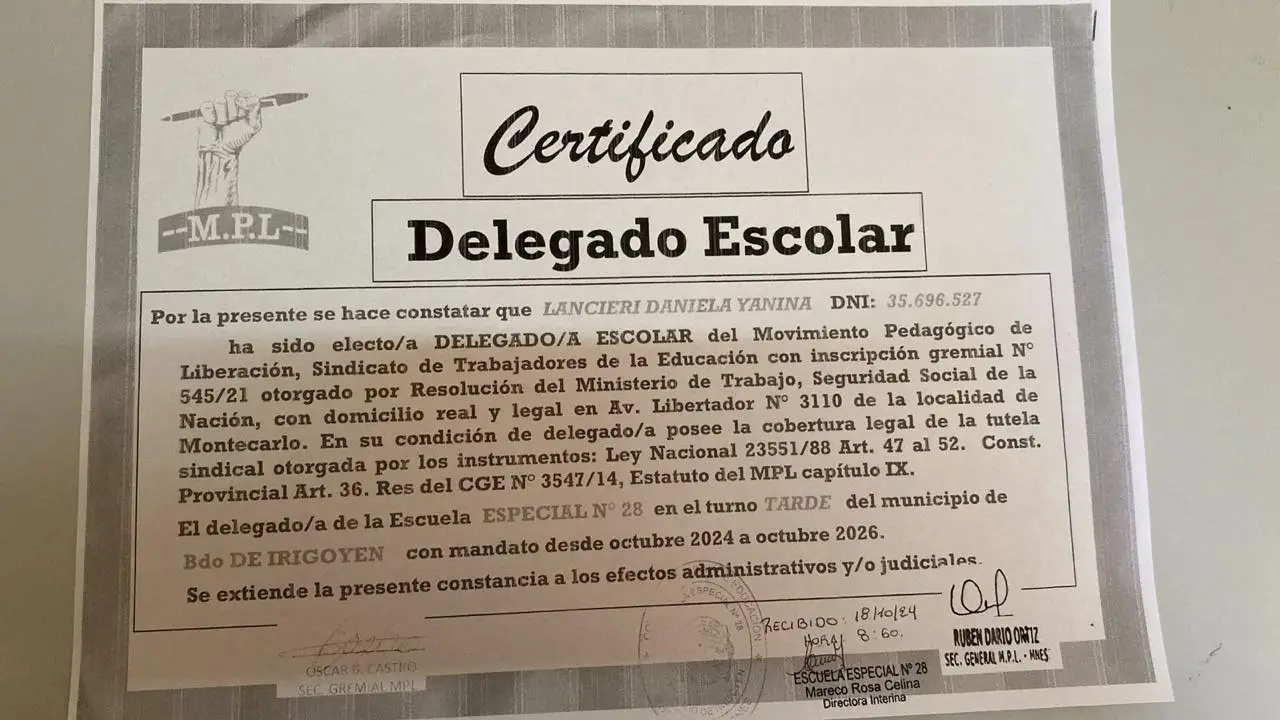 Certificado
--M.P.L--
Delegado Escolar
Por la presente se hace constatar que LANCIERI DANIELA YANINA DNI: 35.696.527
ha sido electo/a DELEGADO/A ESCOLAR del Movimiento Pedagógico de
Liberación, Sindicato de Trabajadores de la Educación con inscripción gremial N°
545/21 otorgado por Resolución del Ministerio de Trabajo, Seguridad Social de la
Nación, con domicilio real y legal en Av. Libertador N° 3110 de la localidad de
Montecarlo. En su condición de delegado/a posee la cobertura legal de la tutela
sindical otorgada por los instrumentos: Ley Nacional 23551/88 Art. 47 al 52. Const.
Provincial Art. 36. Res del CGE N° 3547/14, Estatuto del MPL capítulo IX.
El delegado/a de la Escuela ESPECIAL N° 28 en el turno TARDE del municipio de
Bdo DE IRIGOYEN con mandato desde octubre 2024 a octubre 2026.
Se extiende la presente constancia a los efectos administrativos y/o judiciales.
OSCAR B. CASTRO
SEC. GREMIAL MPL
ESPECIAL N° 28
EDUCACIÓN
RECIBIDO: 18/10/24
HORA: 8:50.
ESCUELA ESPECIAL N° 28
Mareco Rosa Celina
Directora Interina
RUBEN DARIO ORTIZ
SEC. GENERAL M.P.L. - MNES